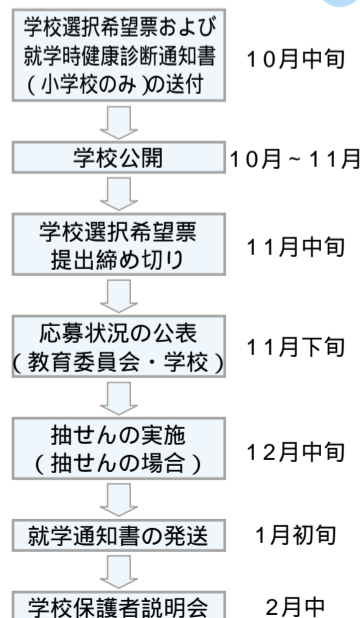 学校選択希望票および
就学時健康診断通知書
(小学校のみ)の送付
10月中旬
学校公開
10月~11月
学校選択希望票
提出締め切り
11月中旬
応募状況の公表
(教育委員会・学校)
11月下旬
抽せんの実施
(抽せんの場合)
12月中旬
就学通知書の発送
1月初旬
学校保護者説明会
2月中